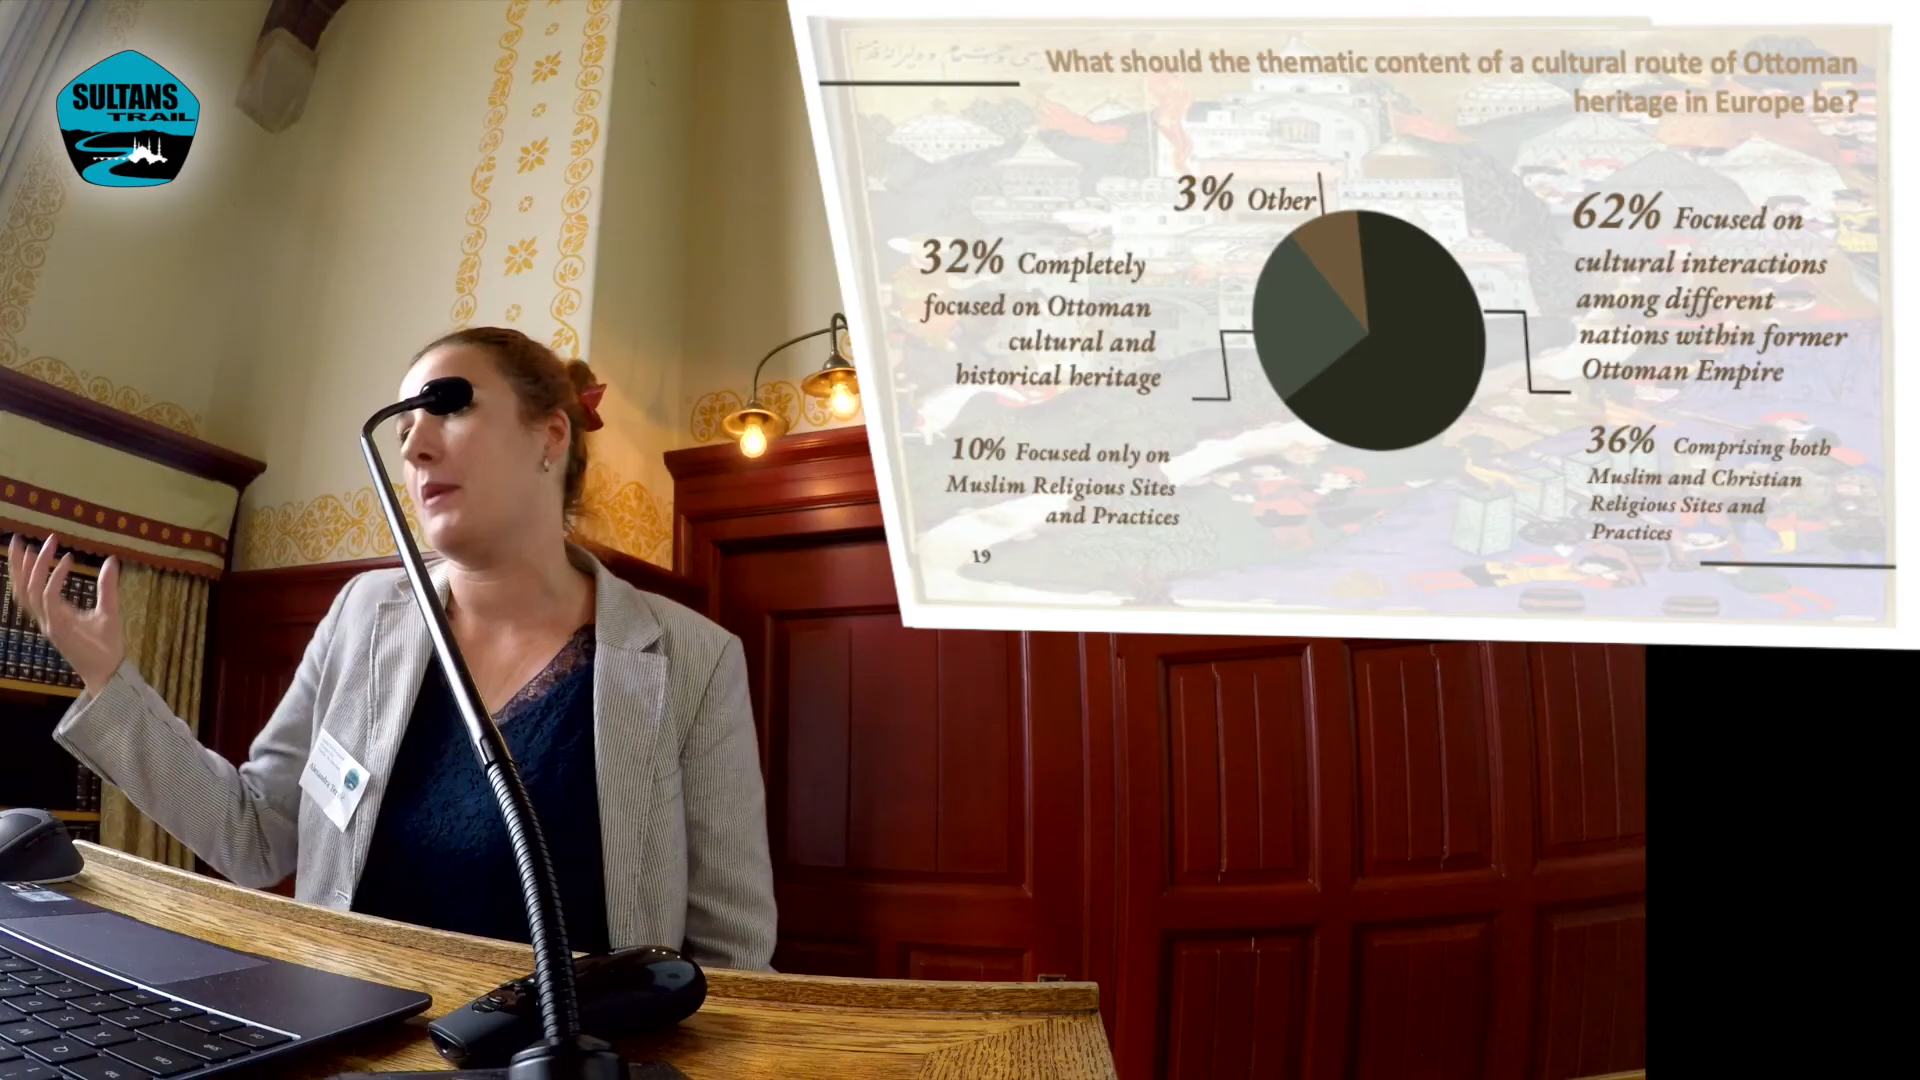 SULTANS
TRAIL
What should the thematic content of a cultural route of Ottoman
heritage in Europe be?
3% Other
32% Completely
focused on Ottoman
cultural and
historical heritage
62% Focused on
cultural interactions
among different
nations within former
Ottoman Empire
10% Focused only on
Muslim Religious Sites
and Practices
36% Comprising both
Muslim and Christian
Religious Sites and
Practices
19
Alexandra